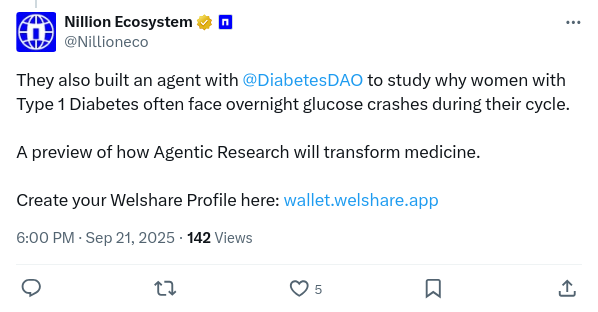 Nillion Ecosystem
@Nillioneco
They also built an agent with @DiabetesDAO to study why women with
Type 1 Diabetes often face overnight glucose crashes during their cycle.
A preview of how Agentic Research will transform medicine.
Create your Welshare Profile here: wallet.welshare.app
6:00 PM · Sep 21, 2025 · 142 Views
5